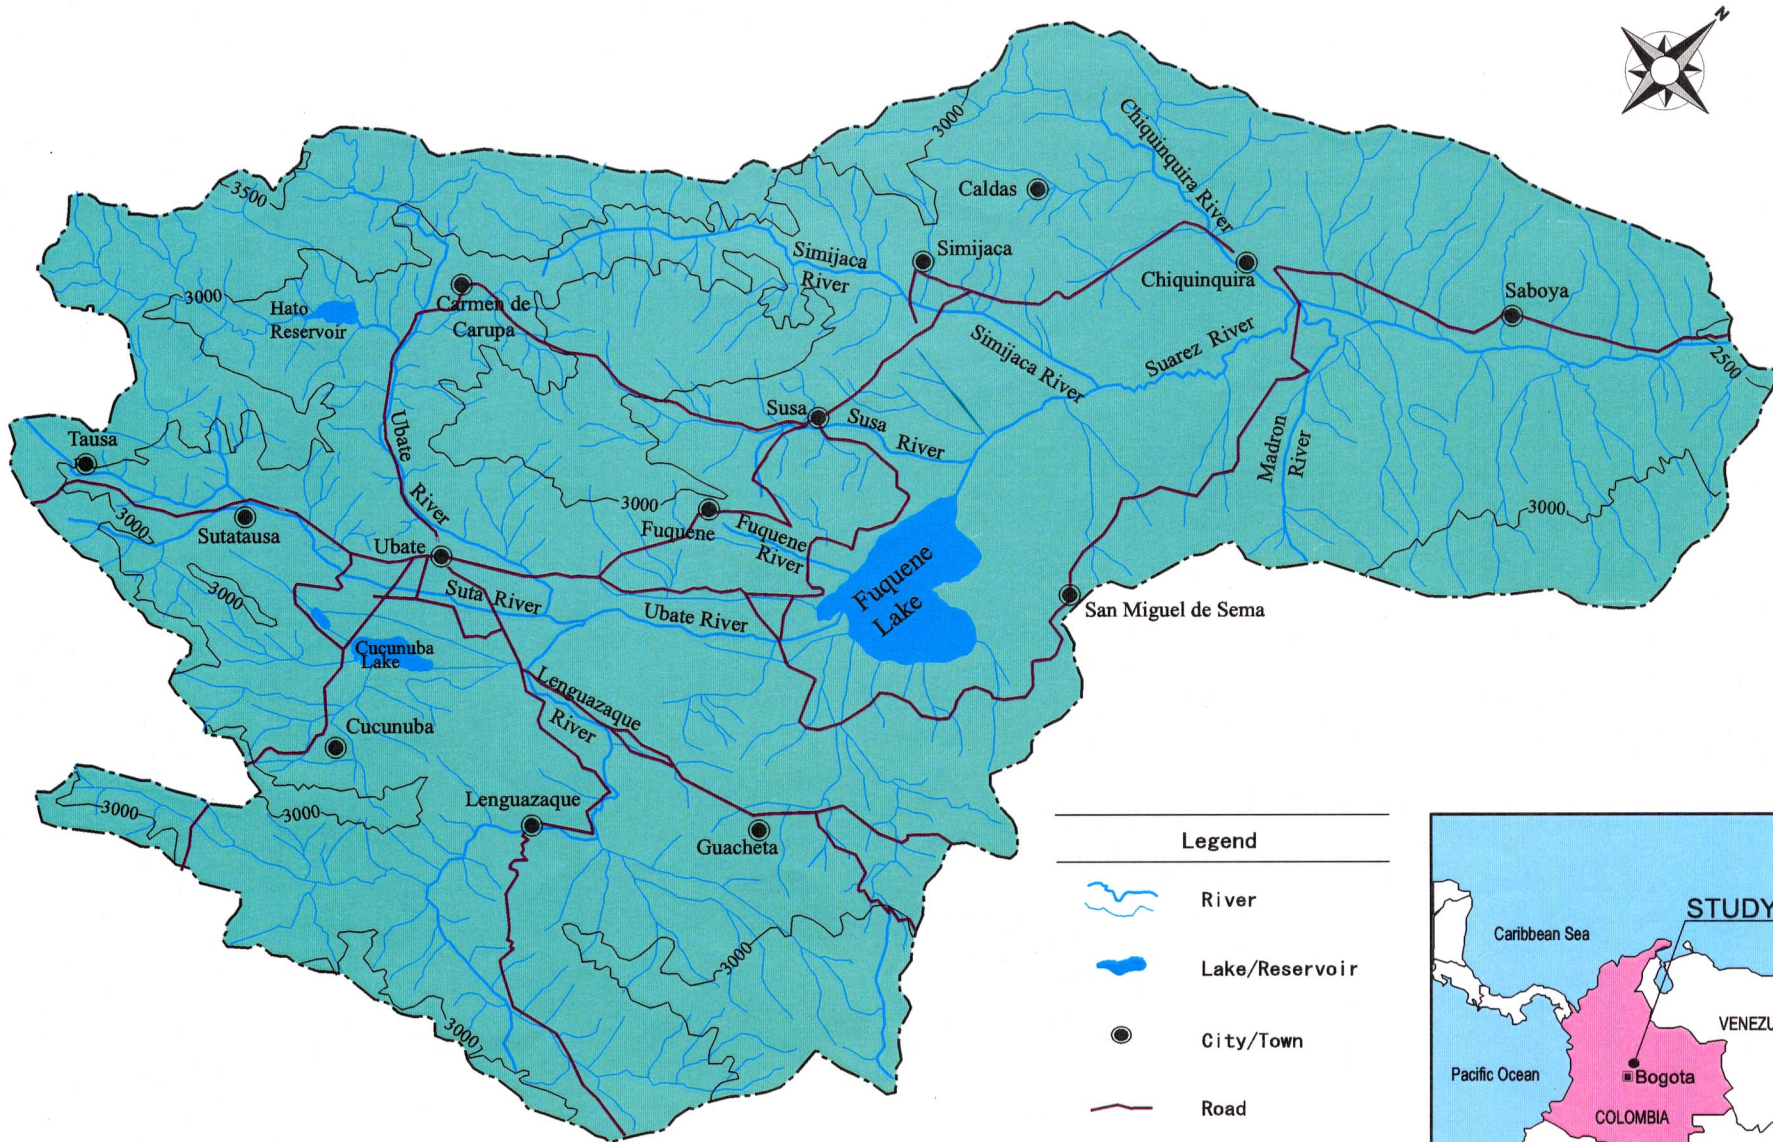 N
3000
Chiquinquira River
3500
Caldas
Simijaca
Simijaca
River
Chiquinquira
Saboya
3000
Hato
Reservoir
Carmen de
Carupa
Simijaca River
Suarez River
2500
Susa
Susa
River
Tausa
Ubate
River
Madron
River
3000
Fuquene
Fuquene
River
3000
3000
Sutatausa
Ubate
Fuquene
Lake
3000
Suta River
Ubate River
San Miguel de Sema
Cucunuba
Lake
Lenguazaque
River
Cucunuba
3000
3000
Lenguazaque
Guacheta
3000
3000
Legend
River
Lake/Reservoir
City/Town
Road
STUDY
Caribbean Sea
VENEZU
Pacific Ocean
Bogota
COLOMBIA